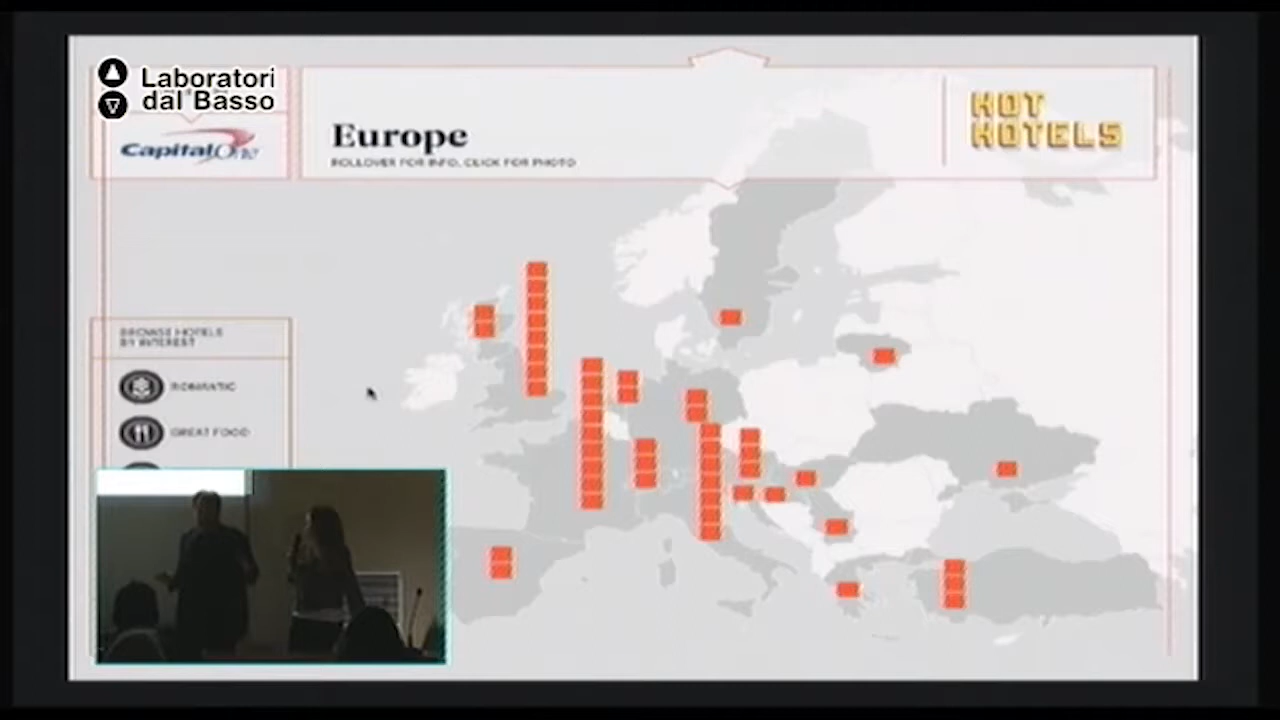 Laboratori
dal Basso
Capital One
Europe
ROLLOVER FOR INFO, CLICK FOR PHOTO
HOT
HOTELS
BROWSE HOTELS
BY INTEREST
ROMANTIC
GREAT FOOD